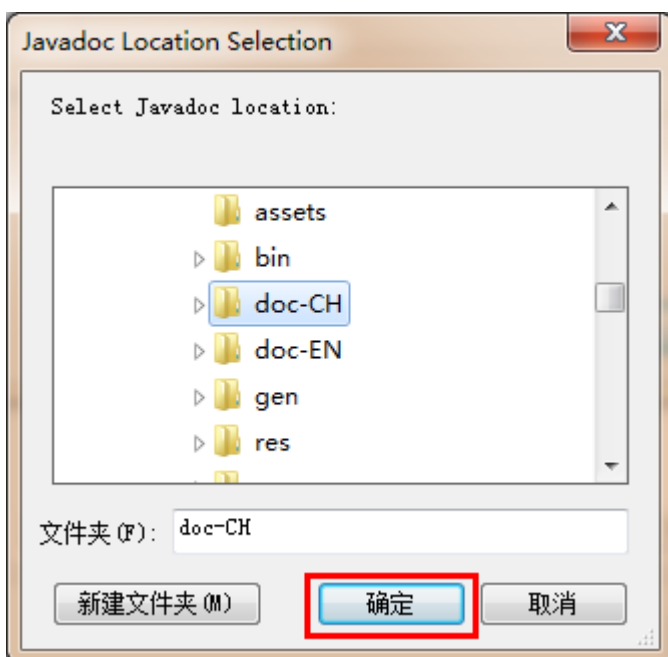 Javadoc Location Selection
Select Javadoc location:
assets
bin
doc-CH
doc-EN
gen
res
文件夹(F): doc-CH
新建文件夹(M) 确定 取消